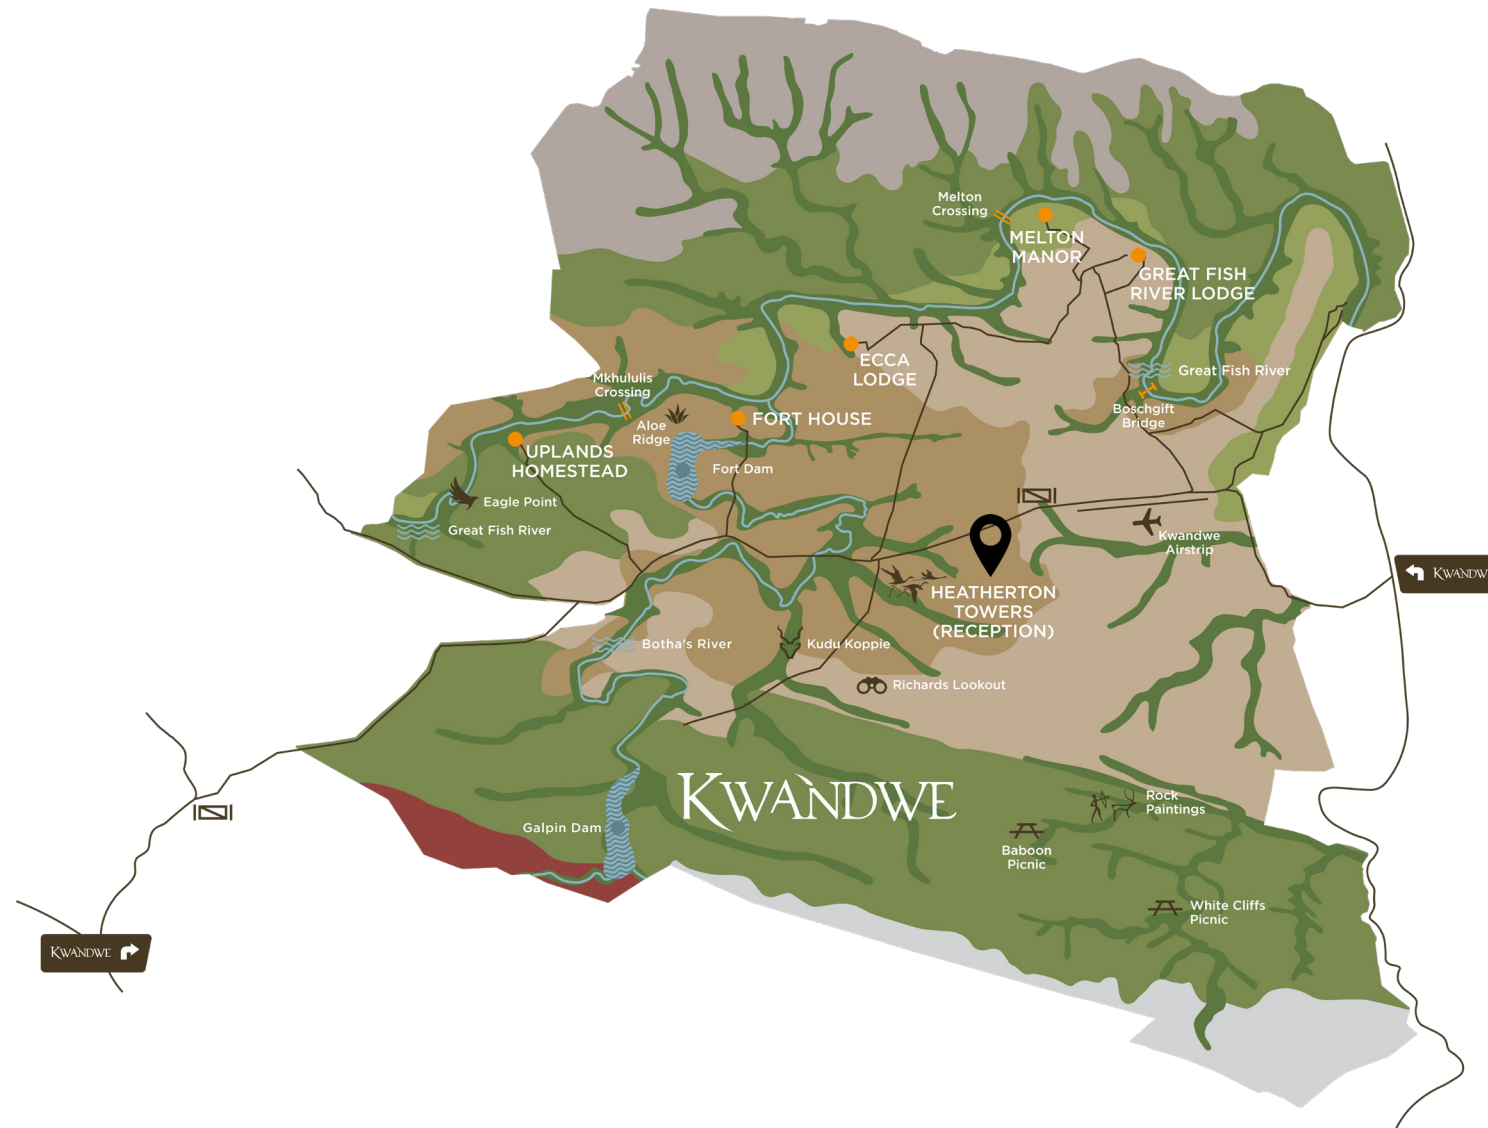 Melton
Crossing
MELTON
MANOR
GREAT FISH
RIVER LODGE
ECCA
LODGE
Great Fish River
Mkhululis
Crossing
Boschgift
Bridge
Aloe
Ridge
FORT HOUSE
UPLANDS
HOMESTEAD
Fort Dam
Eagle Point
Great Fish River
Kwandwe
Airstrip
KWANDW
HEATHERTON
TOWERS
(RECEPTION)
Botha's River
Kudu Koppie
Richards Lookout
KWANDWE
Rock
Paintings
Galpin Dam
Baboon
Picnic
White Cliffs
Picnic
KWANDWE